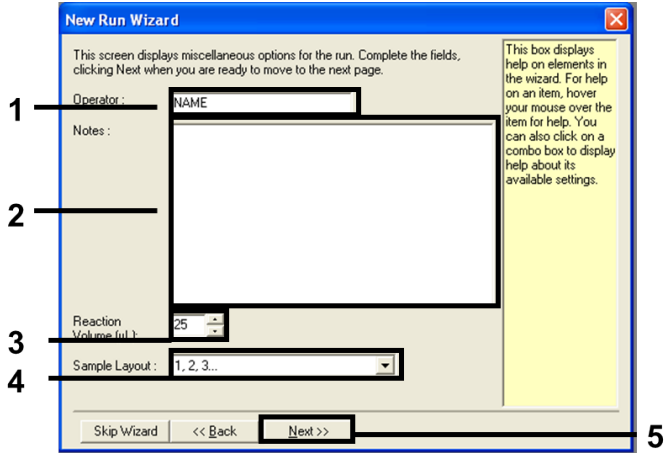 New Run Wizard
This screen displays miscellaneous options for the run. Complete the fields,
clicking Next when you are ready to move to the next page.
This box displays
help on elements in
the wizard. For help
on an item, hover
your mouse over the
item for help. You
can also click on a
combo box to display
help about its
available settings.
1
Operator :
NAME
Notes :
2
Reaction
Volume (µL):
25
3
Sample Layout :
1, 2, 3...
4
Skip Wizard
<< Back
Next >>
5